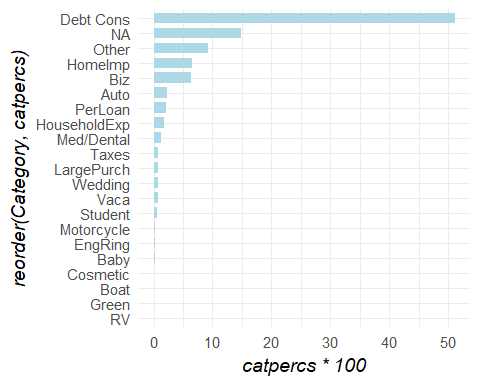 reorder(Category, catpercs)
Debt Cons
NA
Other
HomeImp
Biz
Auto
PerLoan
HouseholdExp
Med/Dental
Taxes
LargePurch
Wedding
Vaca
Student
Motorcycle
EngRing
Baby
Cosmetic
Boat
Green
RV
0 10 20 30 40 50
catpercs * 100